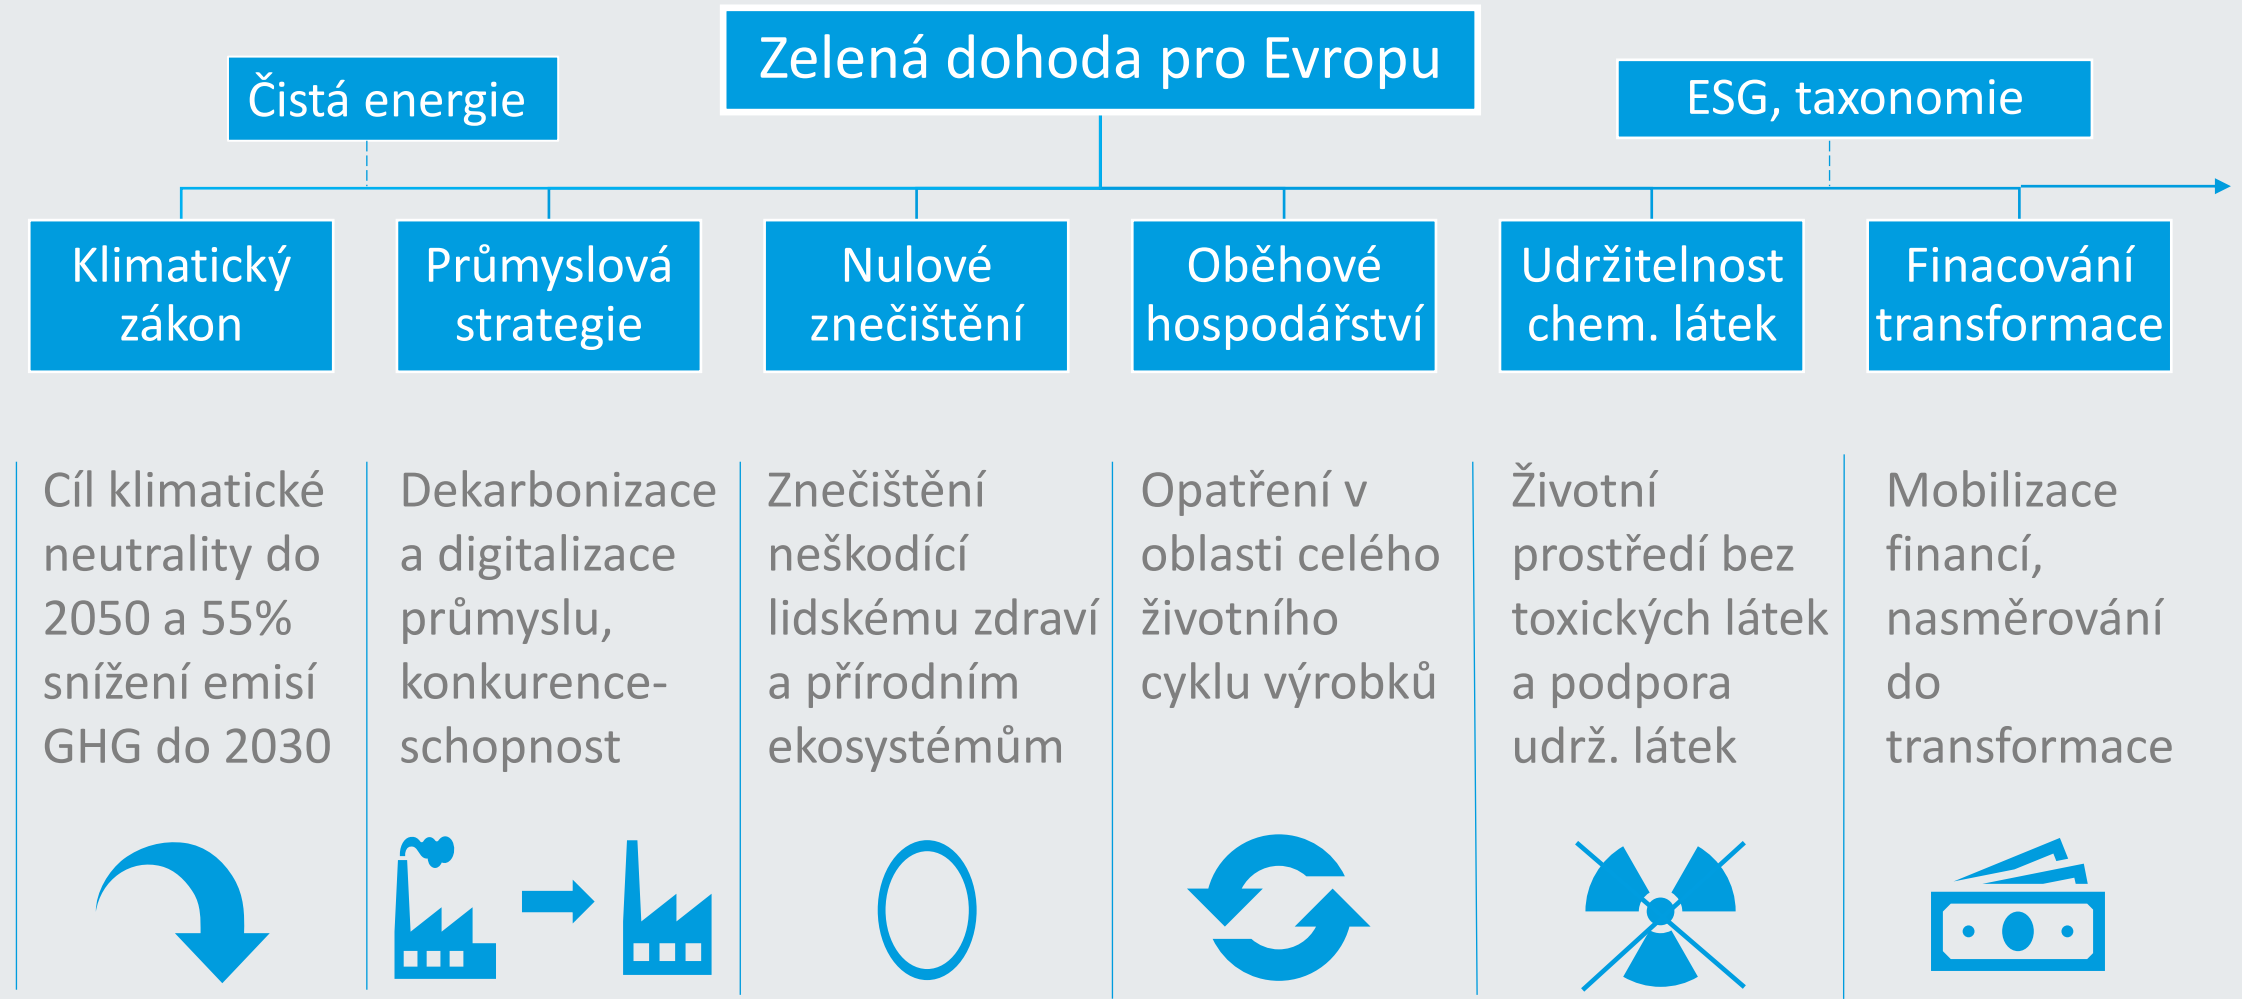 Zelená dohoda pro Evropu
Čistá energie
ESG, taxonomie
Klimatický
zákon
Průmyslová
strategie
Nulové
znečištění
Oběhové
hospodářství
Udržitelnost
chem. látek
Finacování
transformace
Cíl klimatické
neutrality do
2050 a 55%
snížení emisí
GHG do 2030
Dekarbonizace
a digitalizace
průmyslu,
konkurence-
schopnost
Znečištění
neškodící
lidskému zdraví
a přírodním
ekosystémům
Opatření v
oblasti celého
životního
cyklu výrobků
Životní
prostředí bez
toxických látek
a podpora
udrž. látek
Mobilizace
financí,
nasměrování
do
transformace